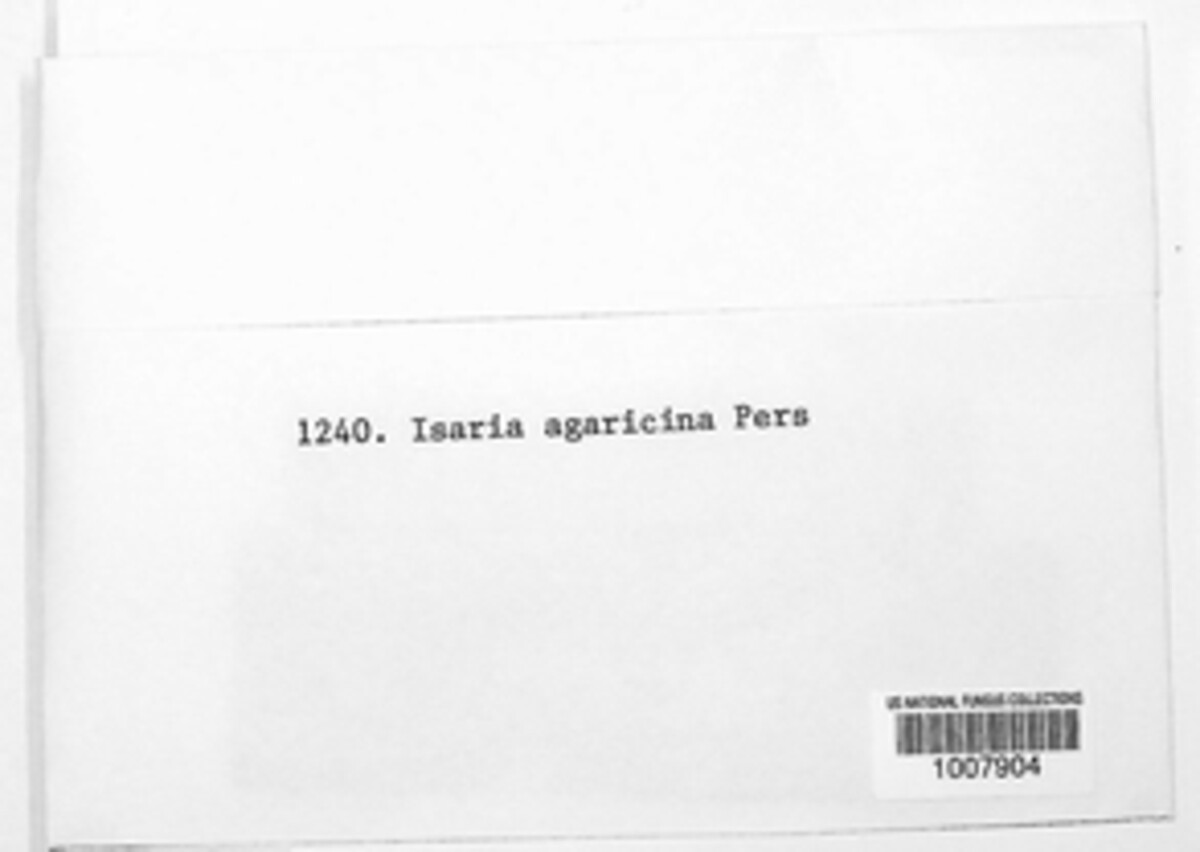 1240. Isaria agaricina Pers
US NATIONAL FUNGUS COLLECTIONS
1007904